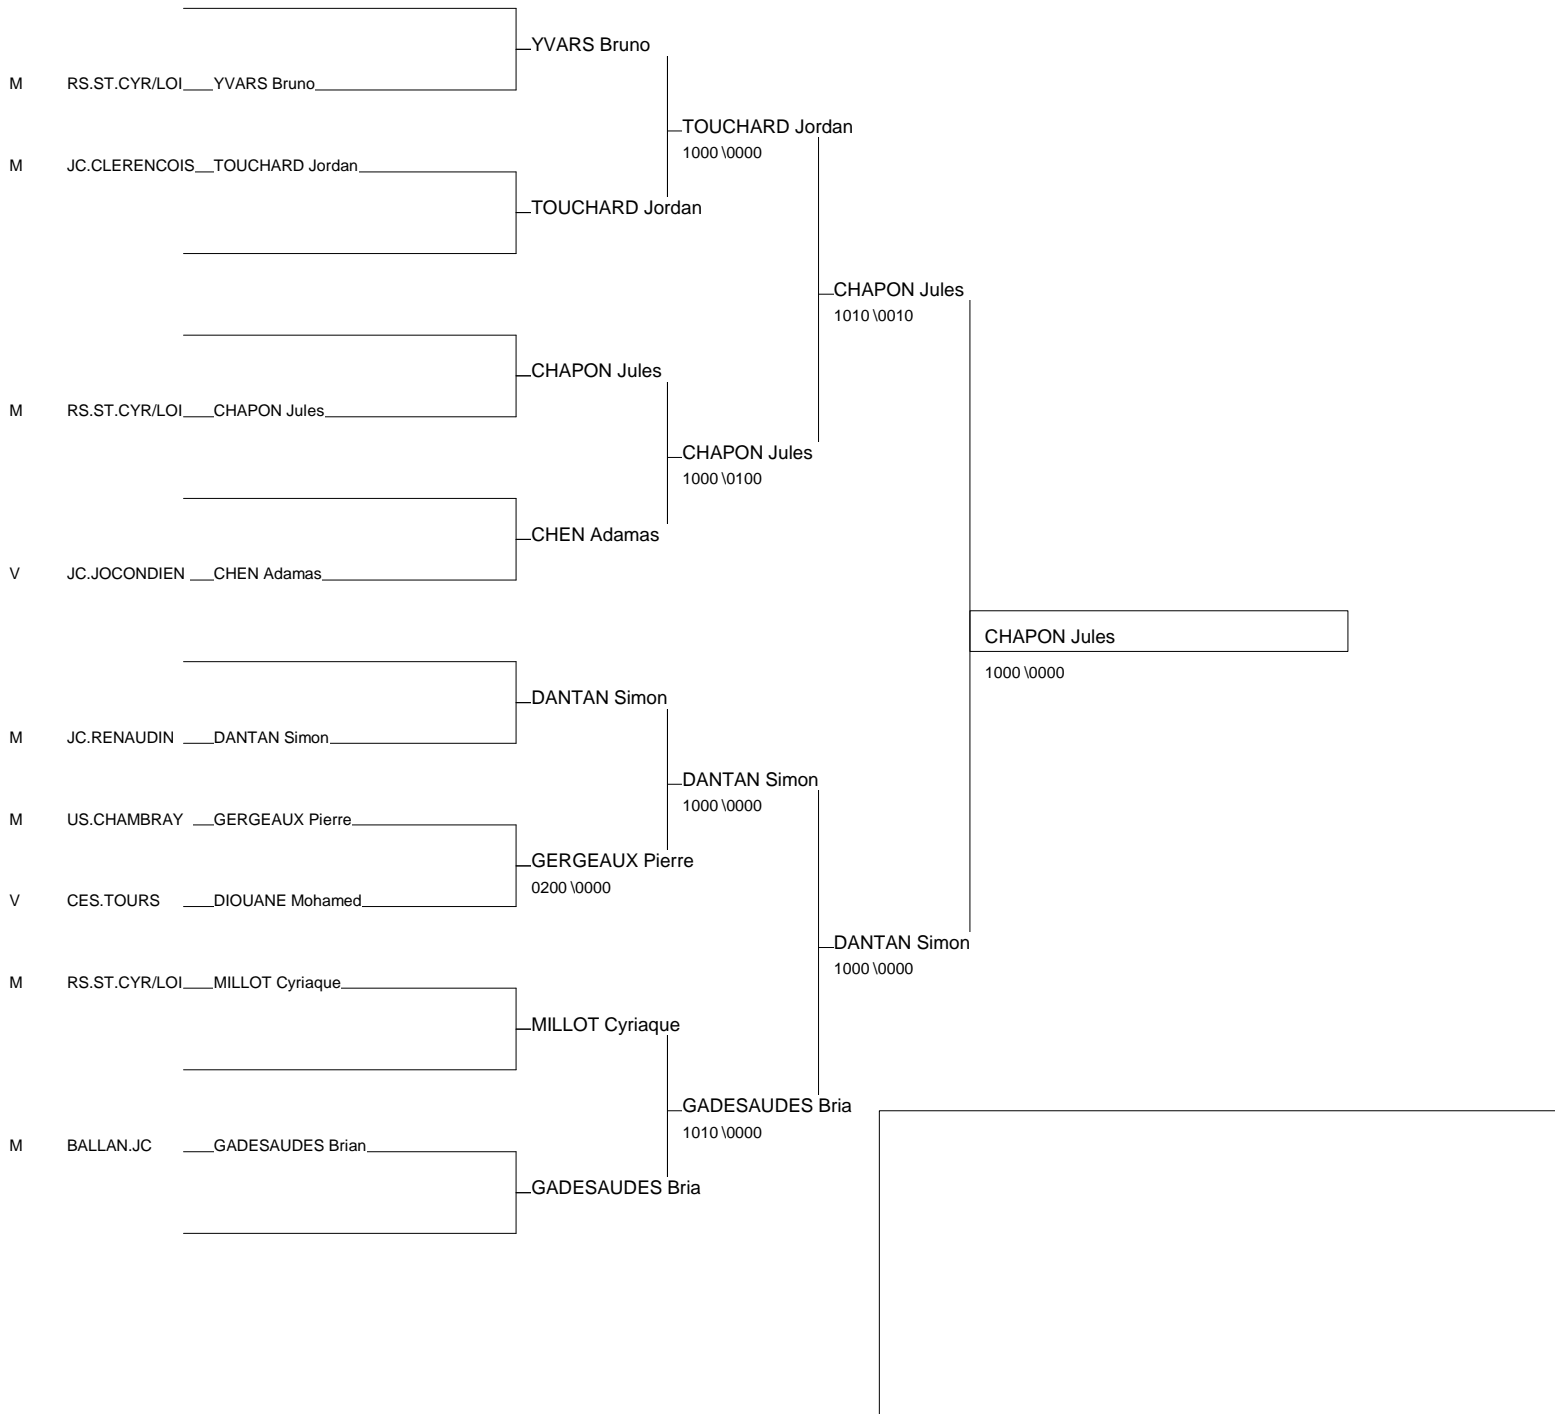 YVARS Bruno
M RS.ST.CYR/LOI YVARS Bruno
TOUCHARD Jordan
1000 \0000
M JC.CLERENCOIS TOUCHARD Jordan
TOUCHARD Jordan
CHAPON Jules
1010 \0010
CHAPON Jules
M RS.ST.CYR/LOI CHAPON Jules
CHAPON Jules
1000 \0100
CHEN Adamas
V JC.JOCONDIEN CHEN Adamas
CHAPON Jules
1000 \0000
DANTAN Simon
M JC.RENAUDIN DANTAN Simon
DANTAN Simon
1000 \0000
M US.CHAMBRAY GERGEAUX Pierre
GERGEAUX Pierre
0200 \0000
V CES.TOURS DIOUANE Mohamed
DANTAN Simon
1000 \0000
M RS.ST.CYR/LOI MILLOT Cyriaque
MILLOT Cyriaque
GADESAUDES Bria
1010 \0000
M BALLAN.JC GADESAUDES Brian
GADESAUDES Bria